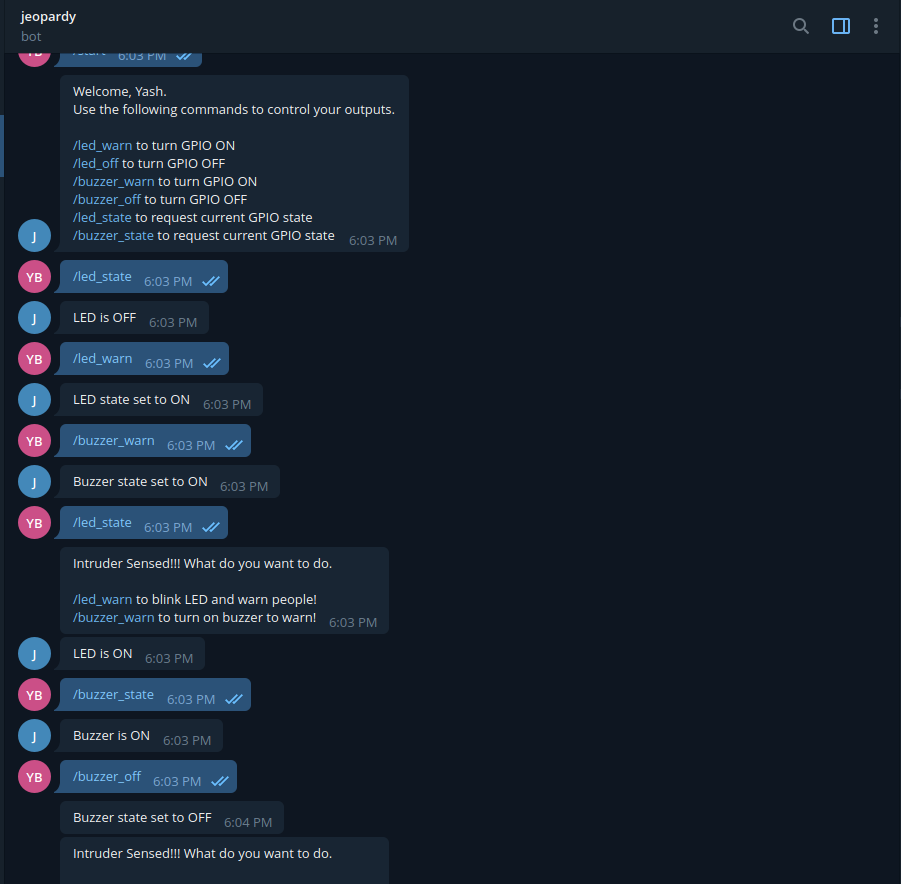 jeopardy
bot
YB
/start 6:03 PM
Welcome, Yash.
Use the following commands to control your outputs.
/led_warn to turn GPIO ON
/led_off to turn GPIO OFF
/buzzer_warn to turn GPIO ON
/buzzer_off to turn GPIO OFF
/led_state to request current GPIO state
/buzzer_state to request current GPIO state 6:03 PM
J
YB
/led_state 6:03 PM
J
LED is OFF 6:03 PM
YB
/led_warn 6:03 PM
J
LED state set to ON 6:03 PM
YB
/buzzer_warn 6:03 PM
J
Buzzer state set to ON 6:03 PM
YB
/led_state 6:03 PM
Intruder Sensed!!! What do you want to do.
/led_warn to blink LED and warn people!
/buzzer_warn to turn on buzzer to warn! 6:03 PM
J
LED is ON 6:03 PM
YB
/buzzer_state 6:03 PM
J
Buzzer is ON 6:03 PM
YB
/buzzer_off 6:03 PM
Buzzer state set to OFF 6:04 PM
Intruder Sensed!!! What do you want to do.